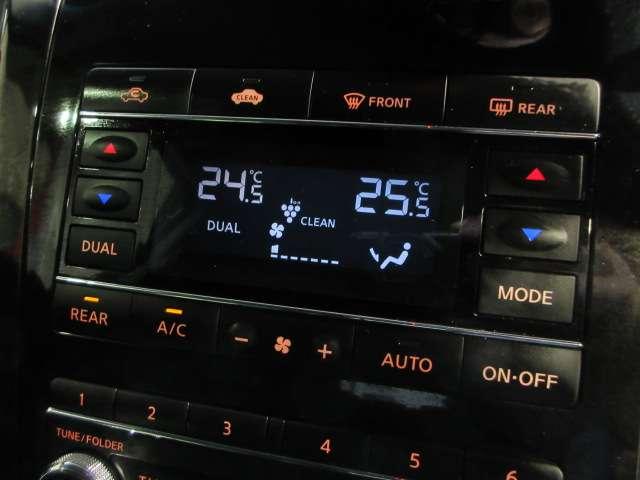 CLEAN
FRONT
REAR
24.5°C
25.5°C
ion
DUAL
CLEAN
DUAL
MODE
REAR
A/C
− +
AUTO
ON·OFF
1 2 3 4 5 6
TUNE/FOLDER